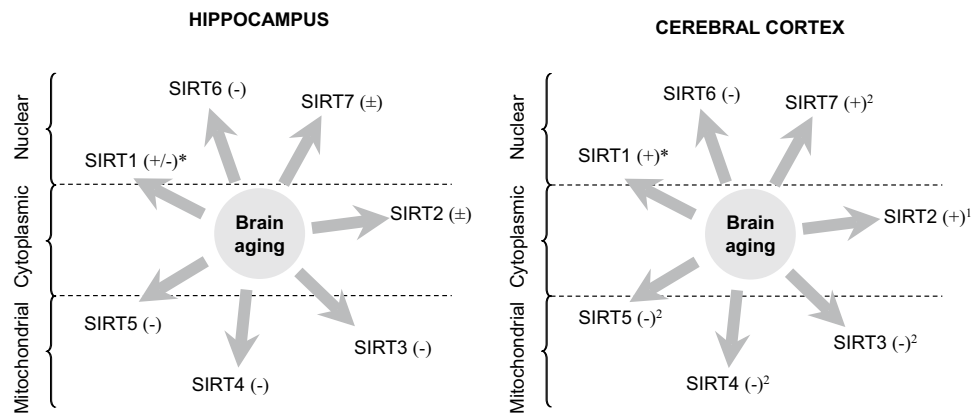 HIPPOCAMPUS
Nuclear
Cytoplasmic
Mitochondrial
SIRT6 (-)
SIRT7 (±)
SIRT1 (+/-)*
SIRT2 (±)
Brain
aging
SIRT5 (-)
SIRT3 (-)
SIRT4 (-)
CEREBRAL CORTEX
Nuclear
Cytoplasmic
Mitochondrial
SIRT6 (-)
SIRT7 (+)²
SIRT1 (+)*
SIRT2 (+)¹
Brain
aging
SIRT5 (-)²
SIRT3 (-)²
SIRT4 (-)²